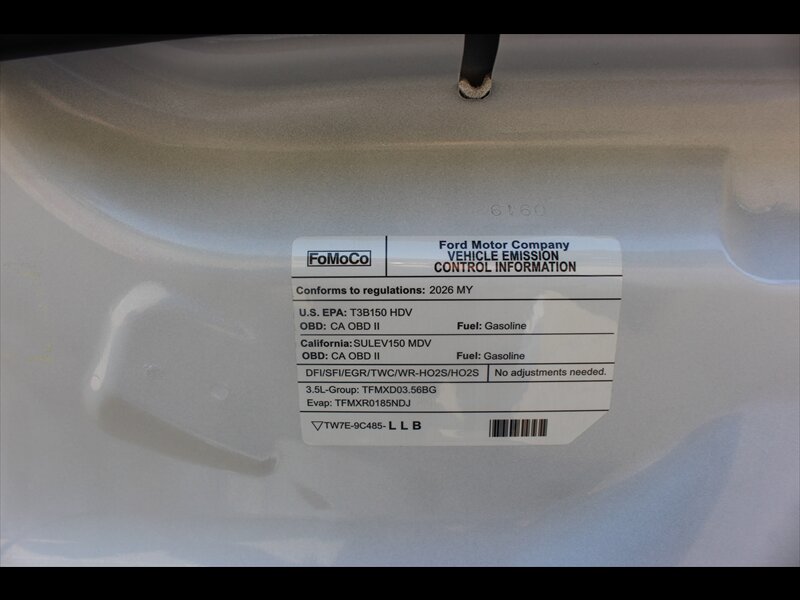 0919
FoMoCo
Ford Motor Company
VEHICLE EMISSION
CONTROL INFORMATION
Conforms to regulations: 2026 MY
U.S. EPA: T3B150 HDV
OBD: CA OBD II Fuel: Gasoline
California: SULEV150 MDV
OBD: CA OBD II Fuel: Gasoline
DFI/SFI/EGR/TWC/WR-HO2S/HO2S No adjustments needed.
3.5L-Group: TFMXD03.56BG
Evap: TFMXR0185NDJ
TW7E-9C485- L L B